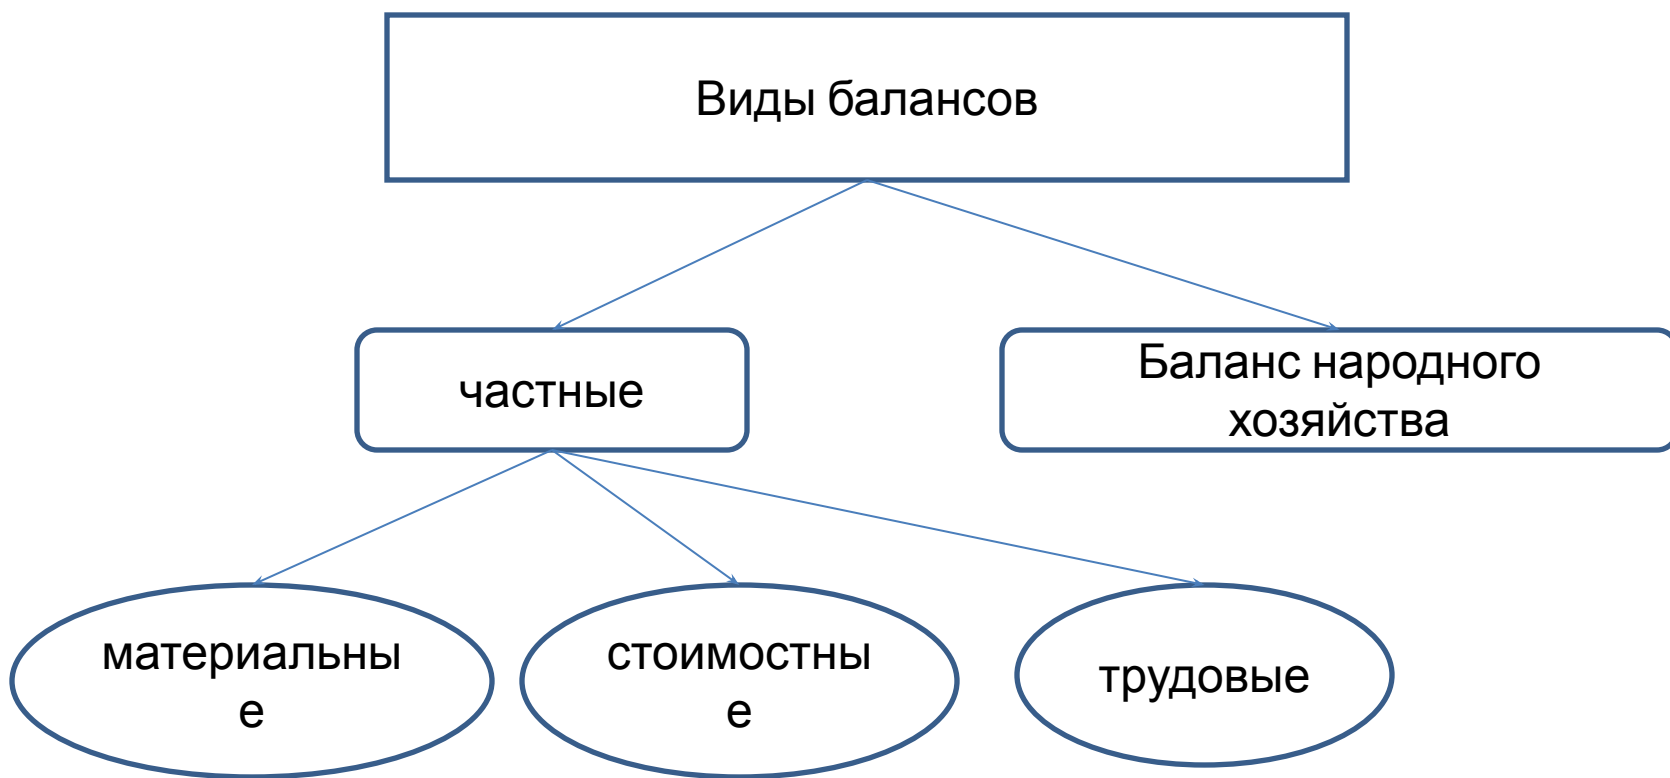 Виды балансов
частные
Баланс народного
хозяйства
материальны
е
стоимостны
е
трудовые